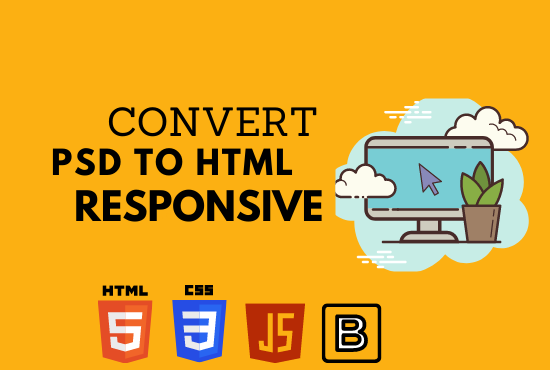 CONVERT
PSD TO HTML
RESPONSIVE
HTML CSS
5 3 JS B